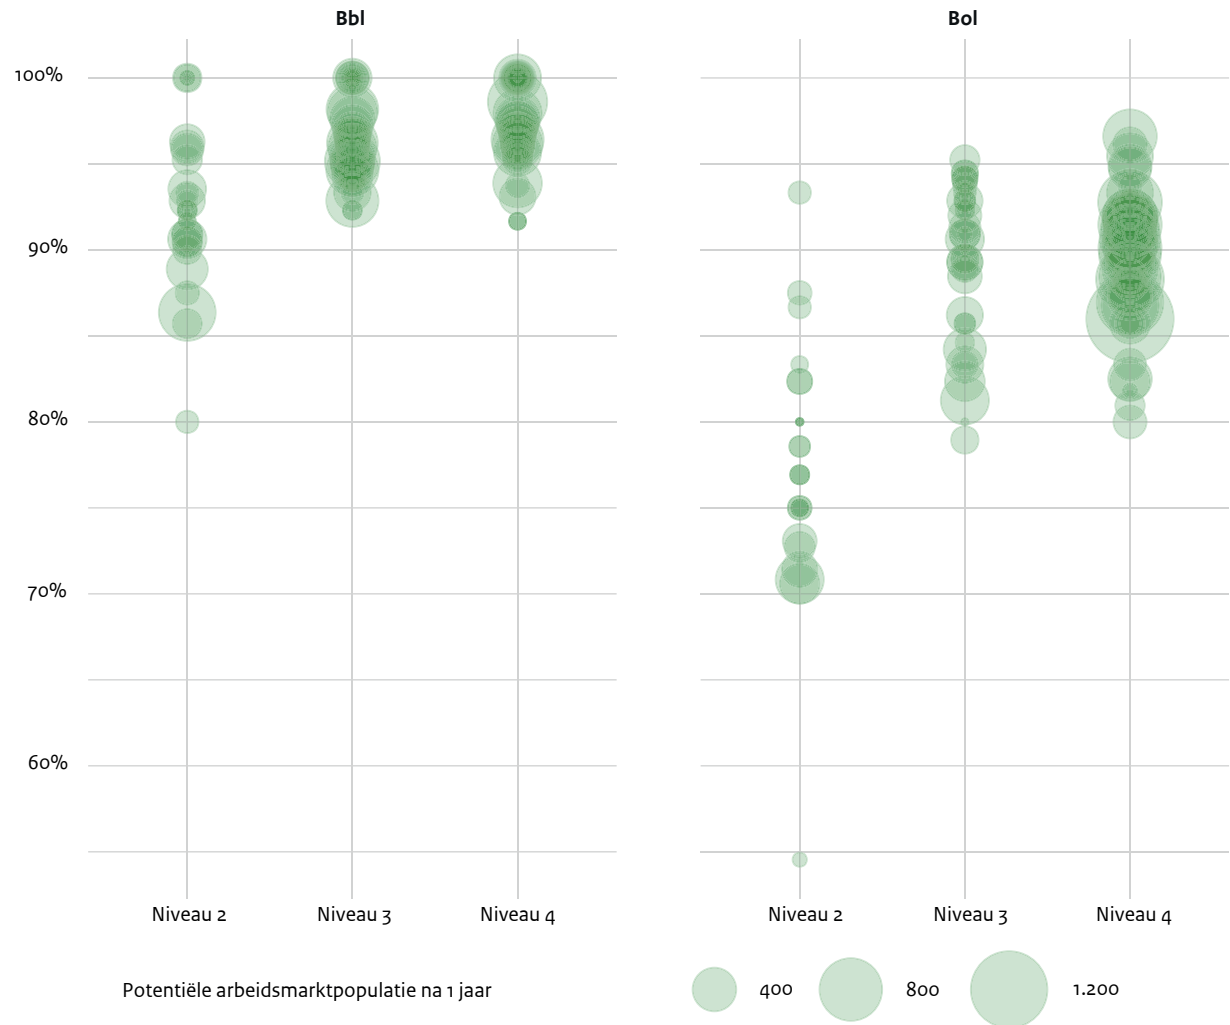 Bbl
Bol
100%
90%
80%
70%
60%
Niveau 2
Niveau 3
Niveau 4
Niveau 2
Niveau 3
Niveau 4
Potentiële arbeidsmarktpopulatie na 1 jaar
400
800
1.200